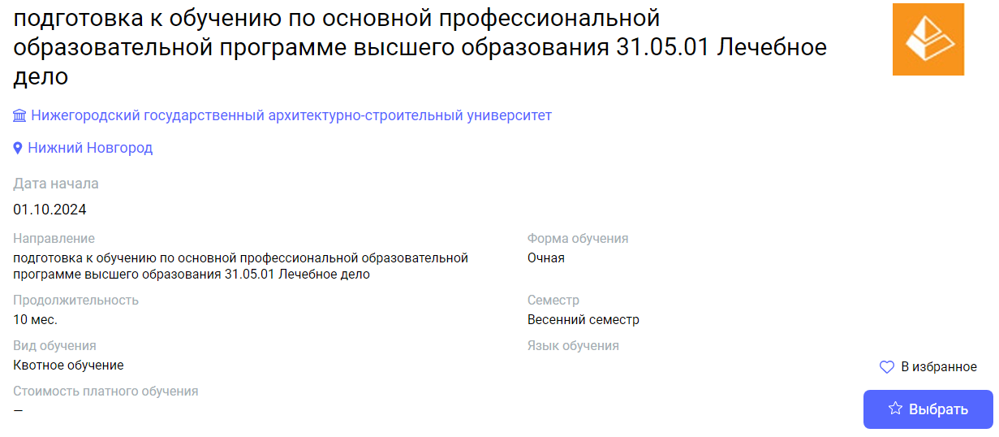 подготовка к обучению по основной профессиональной
образовательной программе высшего образования 31.05.01 Лечебное
дело
Нижегородский государственный архитектурно-строительный университет
Нижний Новгород
Дата начала
01.10.2024
Направление
подготовка к обучению по основной профессиональной образовательной
программе высшего образования 31.05.01 Лечебное дело
Форма обучения
Очная
Продолжительность
10 мес.
Семестр
Весенний семестр
Вид обучения
Квотное обучение
Язык обучения
Стоимость платного обучения
—
В избранное
Выбрать